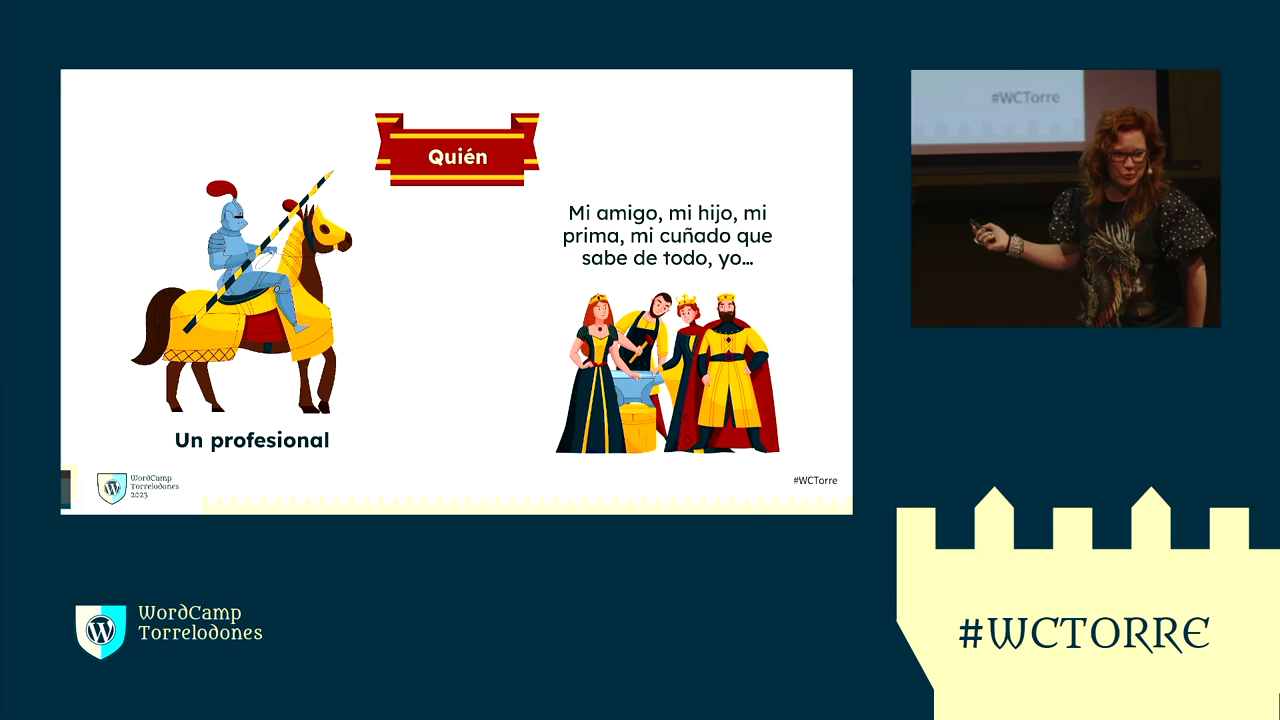 Quién
Mi amigo, mi hijo, mi
prima, mi cuñado que
sabe de todo, yo...
Un profesional
WordCamp
Torrelodones
2023
#WCTorre
#WCTorre
WordCamp
Torrelodones
#WCTORRE